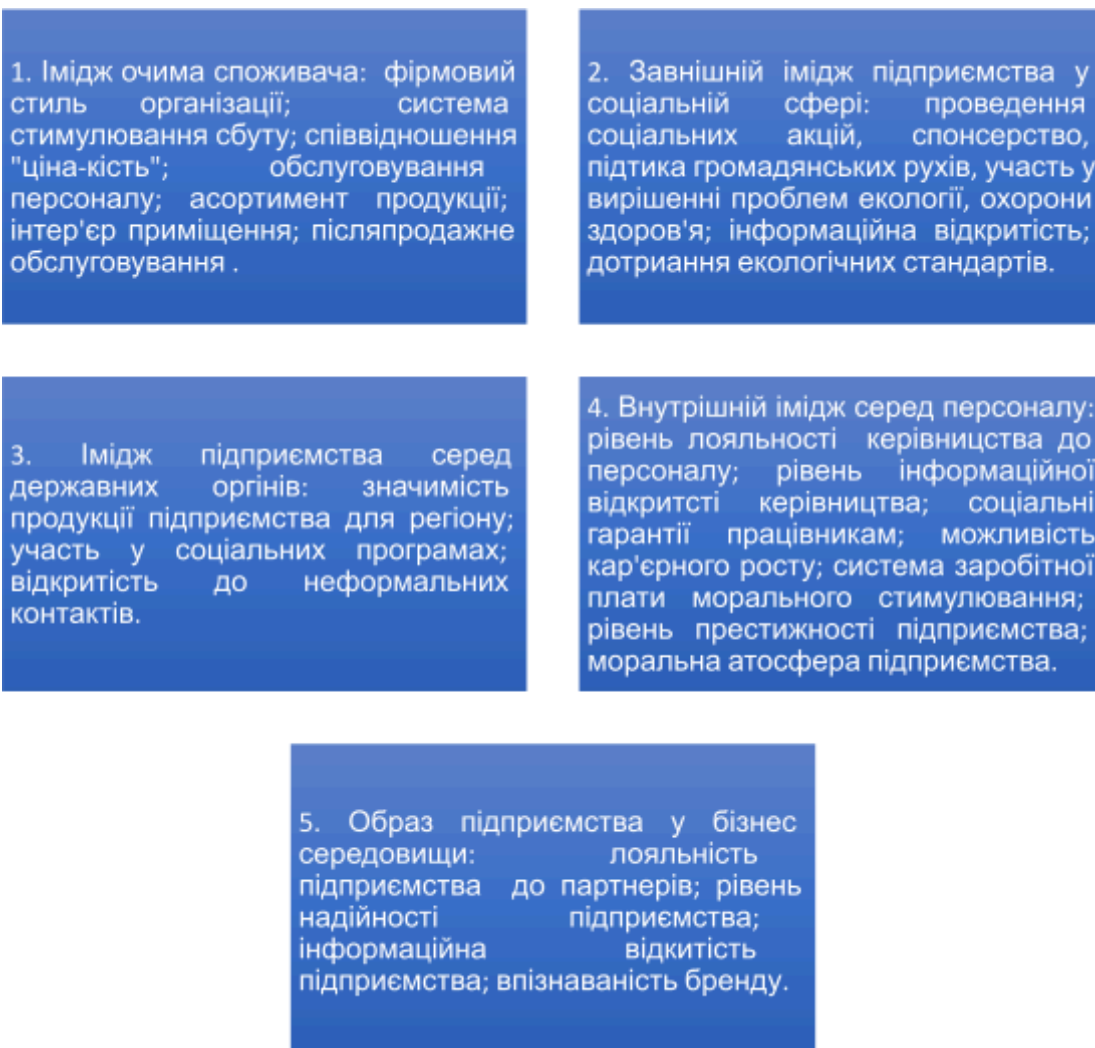 1. Імідж очима споживача: фірмовий
стиль організації; система
стимулювання сбуту; співвідношення
"ціна-кість"; обслуговування
персоналу; асортимент продукції;
інтер'єр приміщення; післяпродажне
обслуговування .
2. Завнішній імідж підприємства у
соціальній сфері: проведення
соціальних акцій, спонсерство,
підтика громадянських рухів, участь у
вирішенні проблем екології, охорони
здоров'я; інформаційна відкритість;
дотриання екологічних стандартів.
3. Імідж підприємства серед
державних оргінів: значимість
продукції підприємства для регіону;
участь у соціальних програмах;
відкритість до неформальних
контактів.
4. Внутрішній імідж серед персоналу:
рівень лояльності керівництва до
персоналу; рівень інформаційної
відкритсті керівництва; соціальні
гарантії працівникам; можливість
кар'єрного росту; система заробітної
плати морального стимулювання;
рівень престижності підприємства;
моральна атосфера підприємства.
5. Образ підприємства у бізнес
середовищи: лояльність
підприємства до партнерів; рівень
надійності підприємства;
інформаційна відкитість
підприємства; впізнаваність бренду.